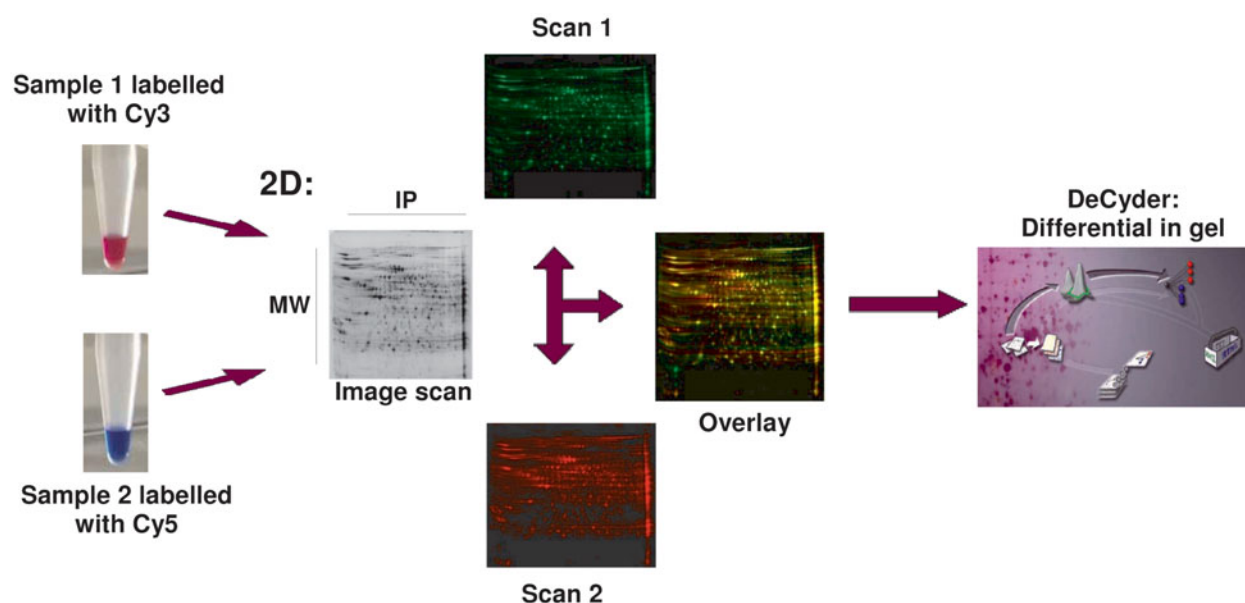 Scan 1
Sample 1 labelled
with Cy3
2D:
IP
MW
Image scan
Overlay
DeCyder:
Differential in gel
Sample 2 labelled
with Cy5
Scan 2